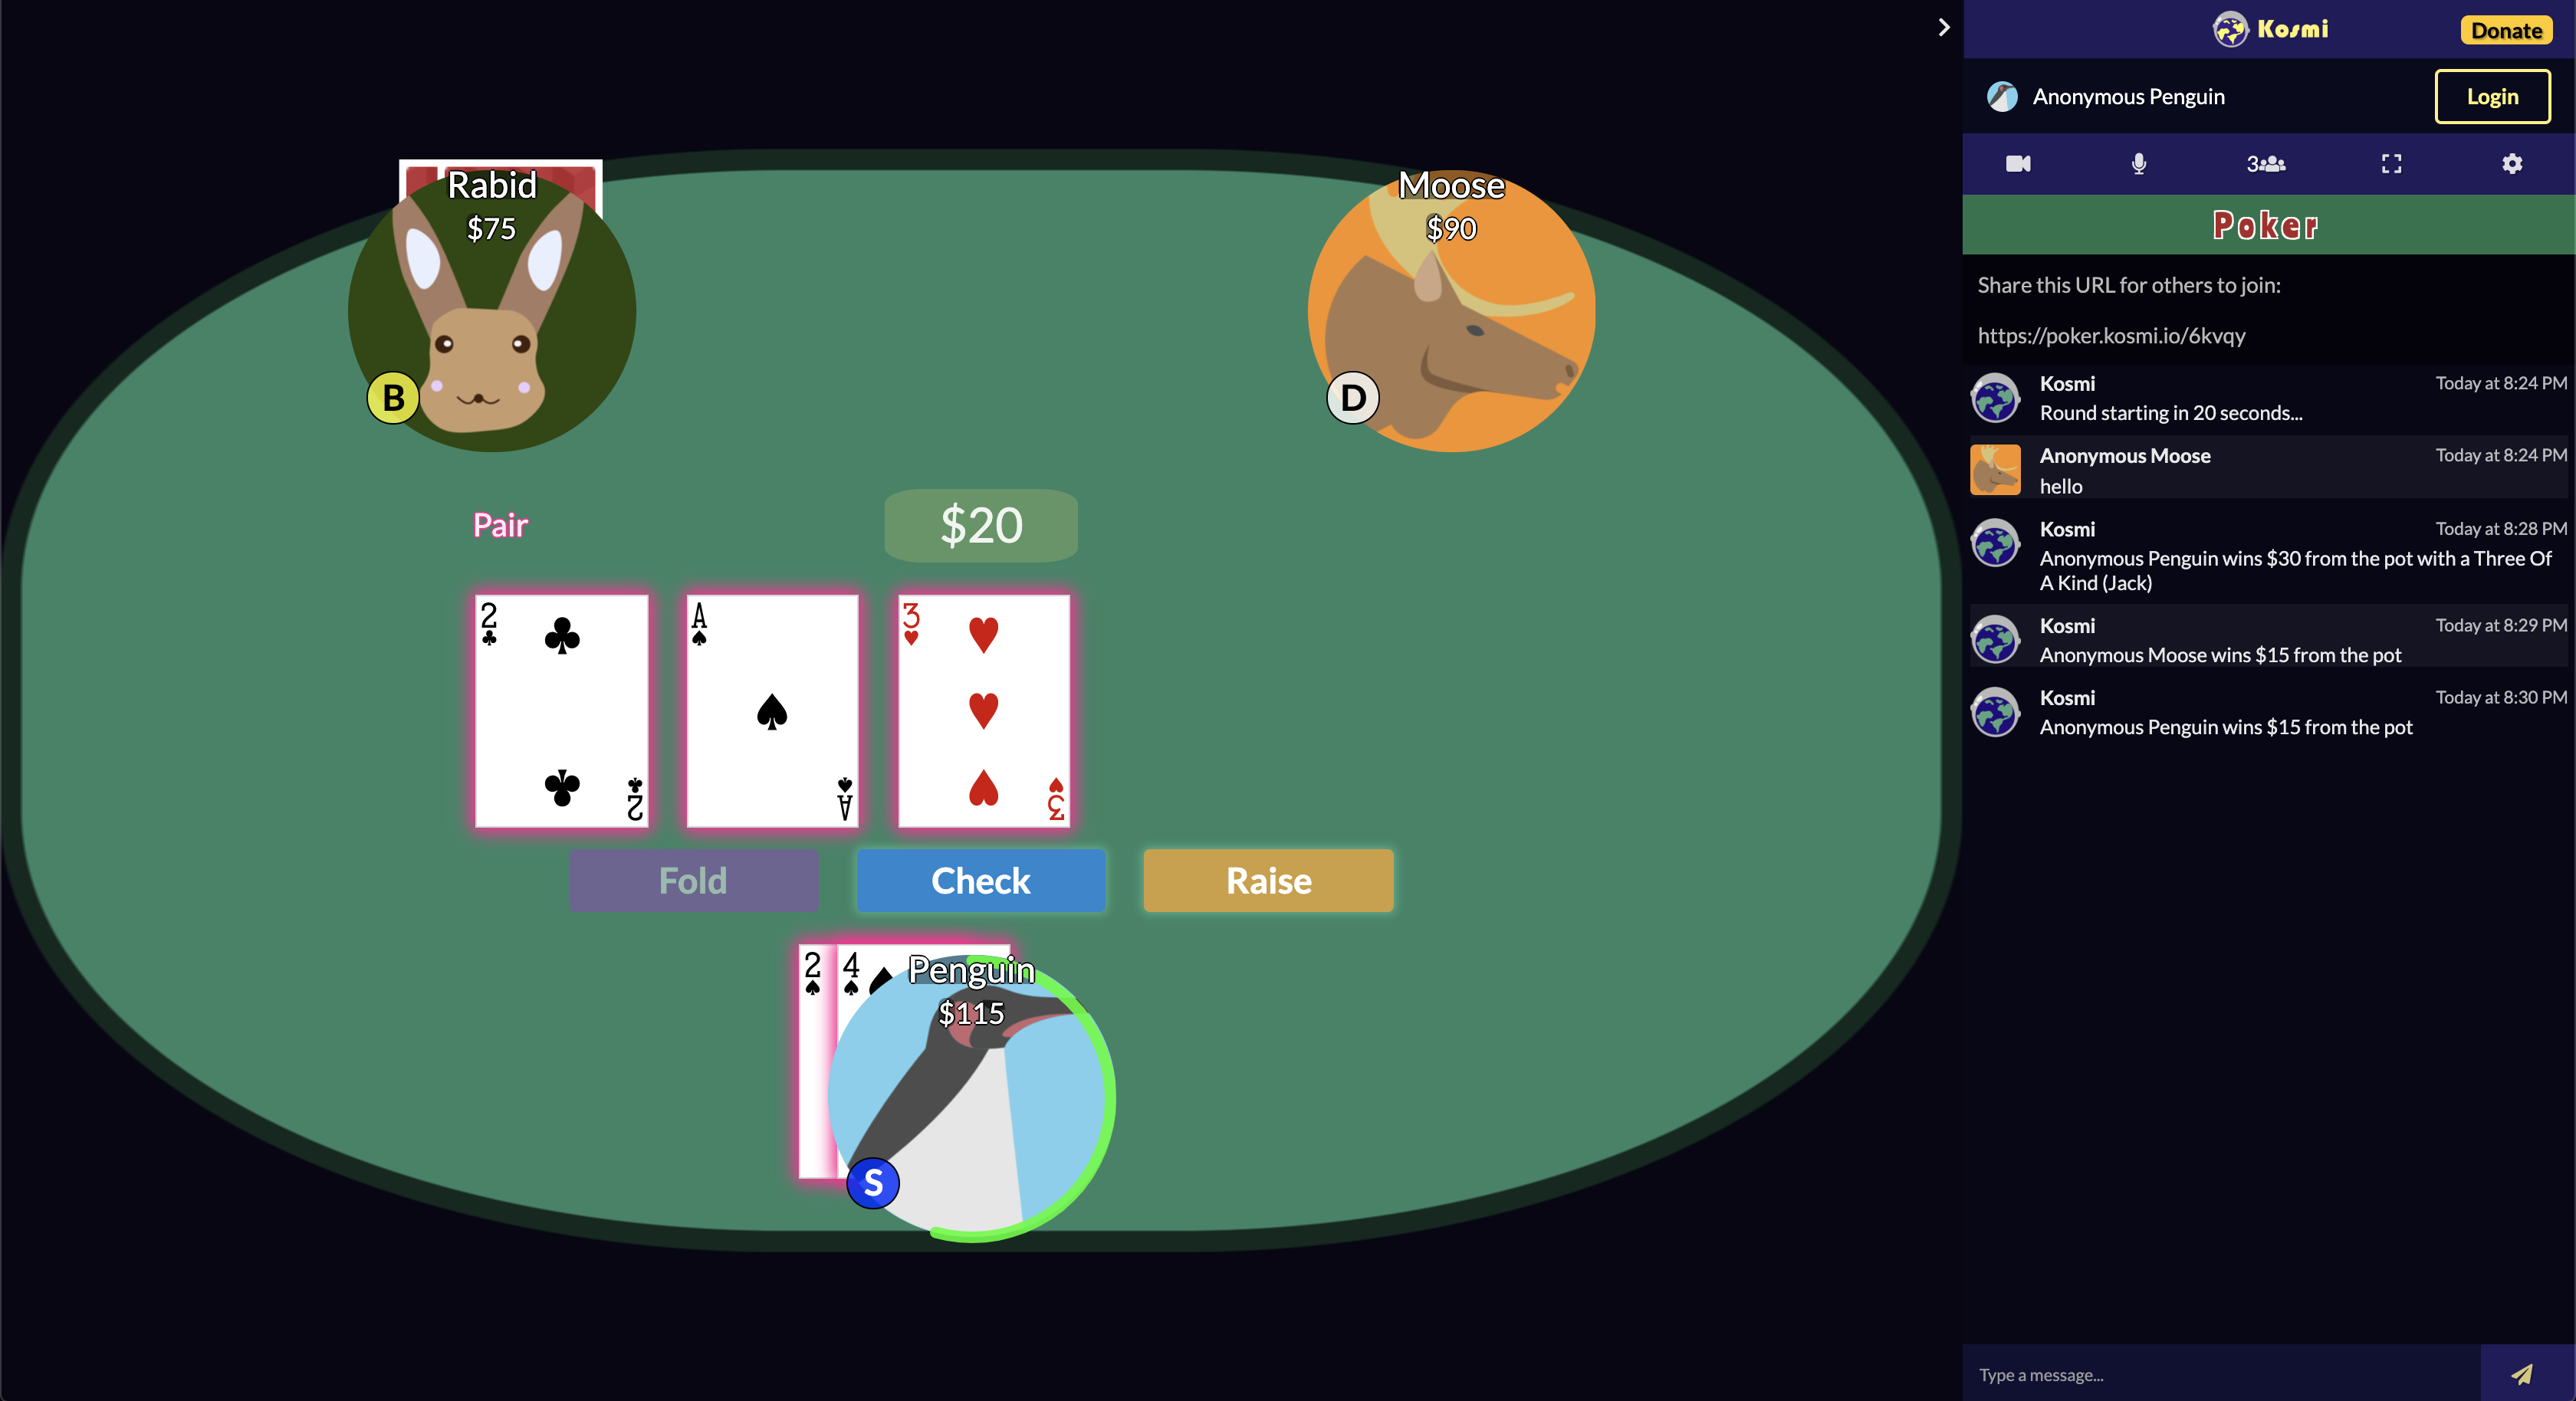 Rabid
$75
B
Moose
$90
D
Pair
$20
2
2
A
A
3
3
Fold
Check
Raise
2
4
Penguin
$115
S
Kosmi
Donate
Anonymous Penguin
Login
3
Poker
Share this URL for others to join:
https://poker.kosmi.io/6kvqy
Kosmi
Today at 8:24 PM
Round starting in 20 seconds...
Anonymous Moose
Today at 8:24 PM
hello
Kosmi
Today at 8:28 PM
Anonymous Penguin wins $30 from the pot with a Three Of
A Kind (Jack)
Kosmi
Today at 8:29 PM
Anonymous Moose wins $15 from the pot
Kosmi
Today at 8:30 PM
Anonymous Penguin wins $15 from the pot
Type a message...